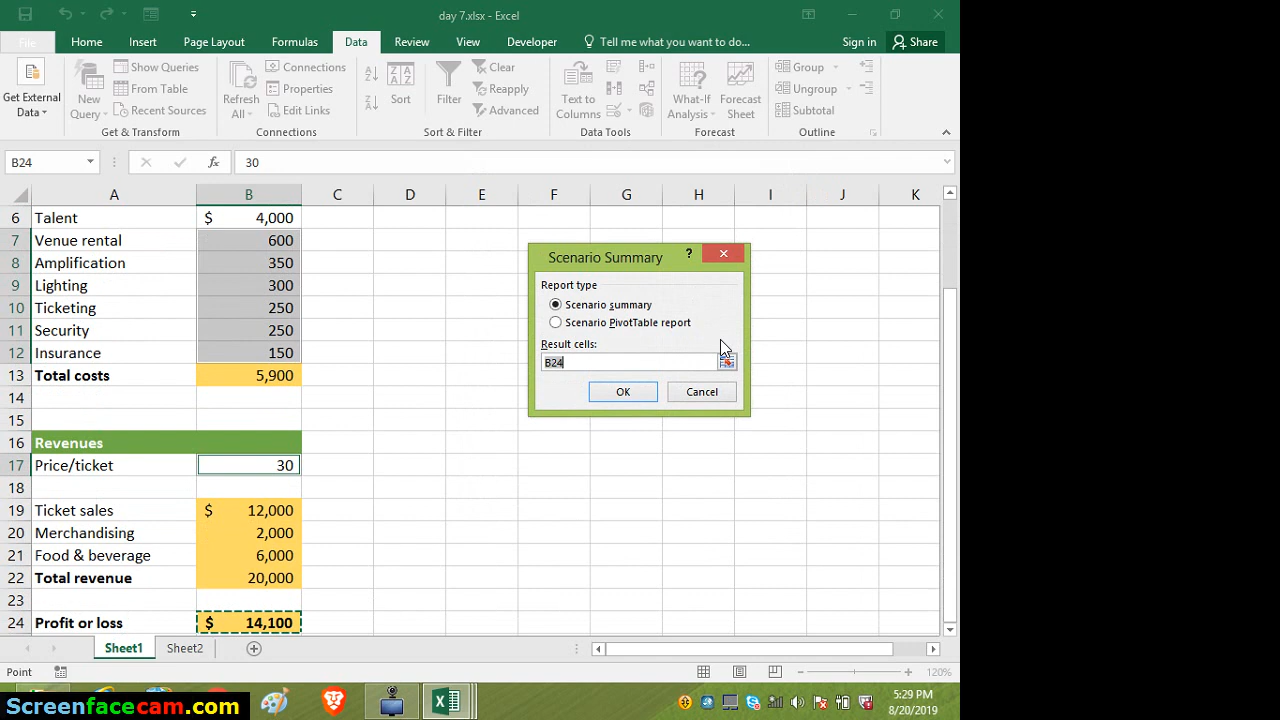 day 7.xlsx - Excel
File Home Insert Page Layout Formulas Data Review View Developer Tell me what you want to do... Sign in Share
Get External
Data
New
Query
Show Queries
From Table
Recent Sources
Get & Transform
Refresh
All
Connections
Properties
Edit Links
Connections
Sort
Filter
Clear
Reapply
Advanced
Sort & Filter
Text to
Columns
Data Tools
What-If
Analysis
Forecast
Sheet
Forecast
Group
Ungroup
Subtotal
Outline
B24 fx 30
A B C D E F G H I J K
6 Talent $ 4,000
7 Venue rental 600
8 Amplification 350
9 Lighting 300
10 Ticketing 250
11 Security 250
12 Insurance 150
13 Total costs 5,900
14
15
16 Revenues
17 Price/ticket 30
18
19 Ticket sales $ 12,000
20 Merchandising 2,000
21 Food & beverage 6,000
22 Total revenue 20,000
23
24 Profit or loss $ 14,100
Scenario Summary ?
Report type
Scenario summary
Scenario PivotTable report
Result cells:
B24
OK Cancel
Sheet1 Sheet2
Point 120%
5:29 PM
8/20/2019
Screenfacecam.com